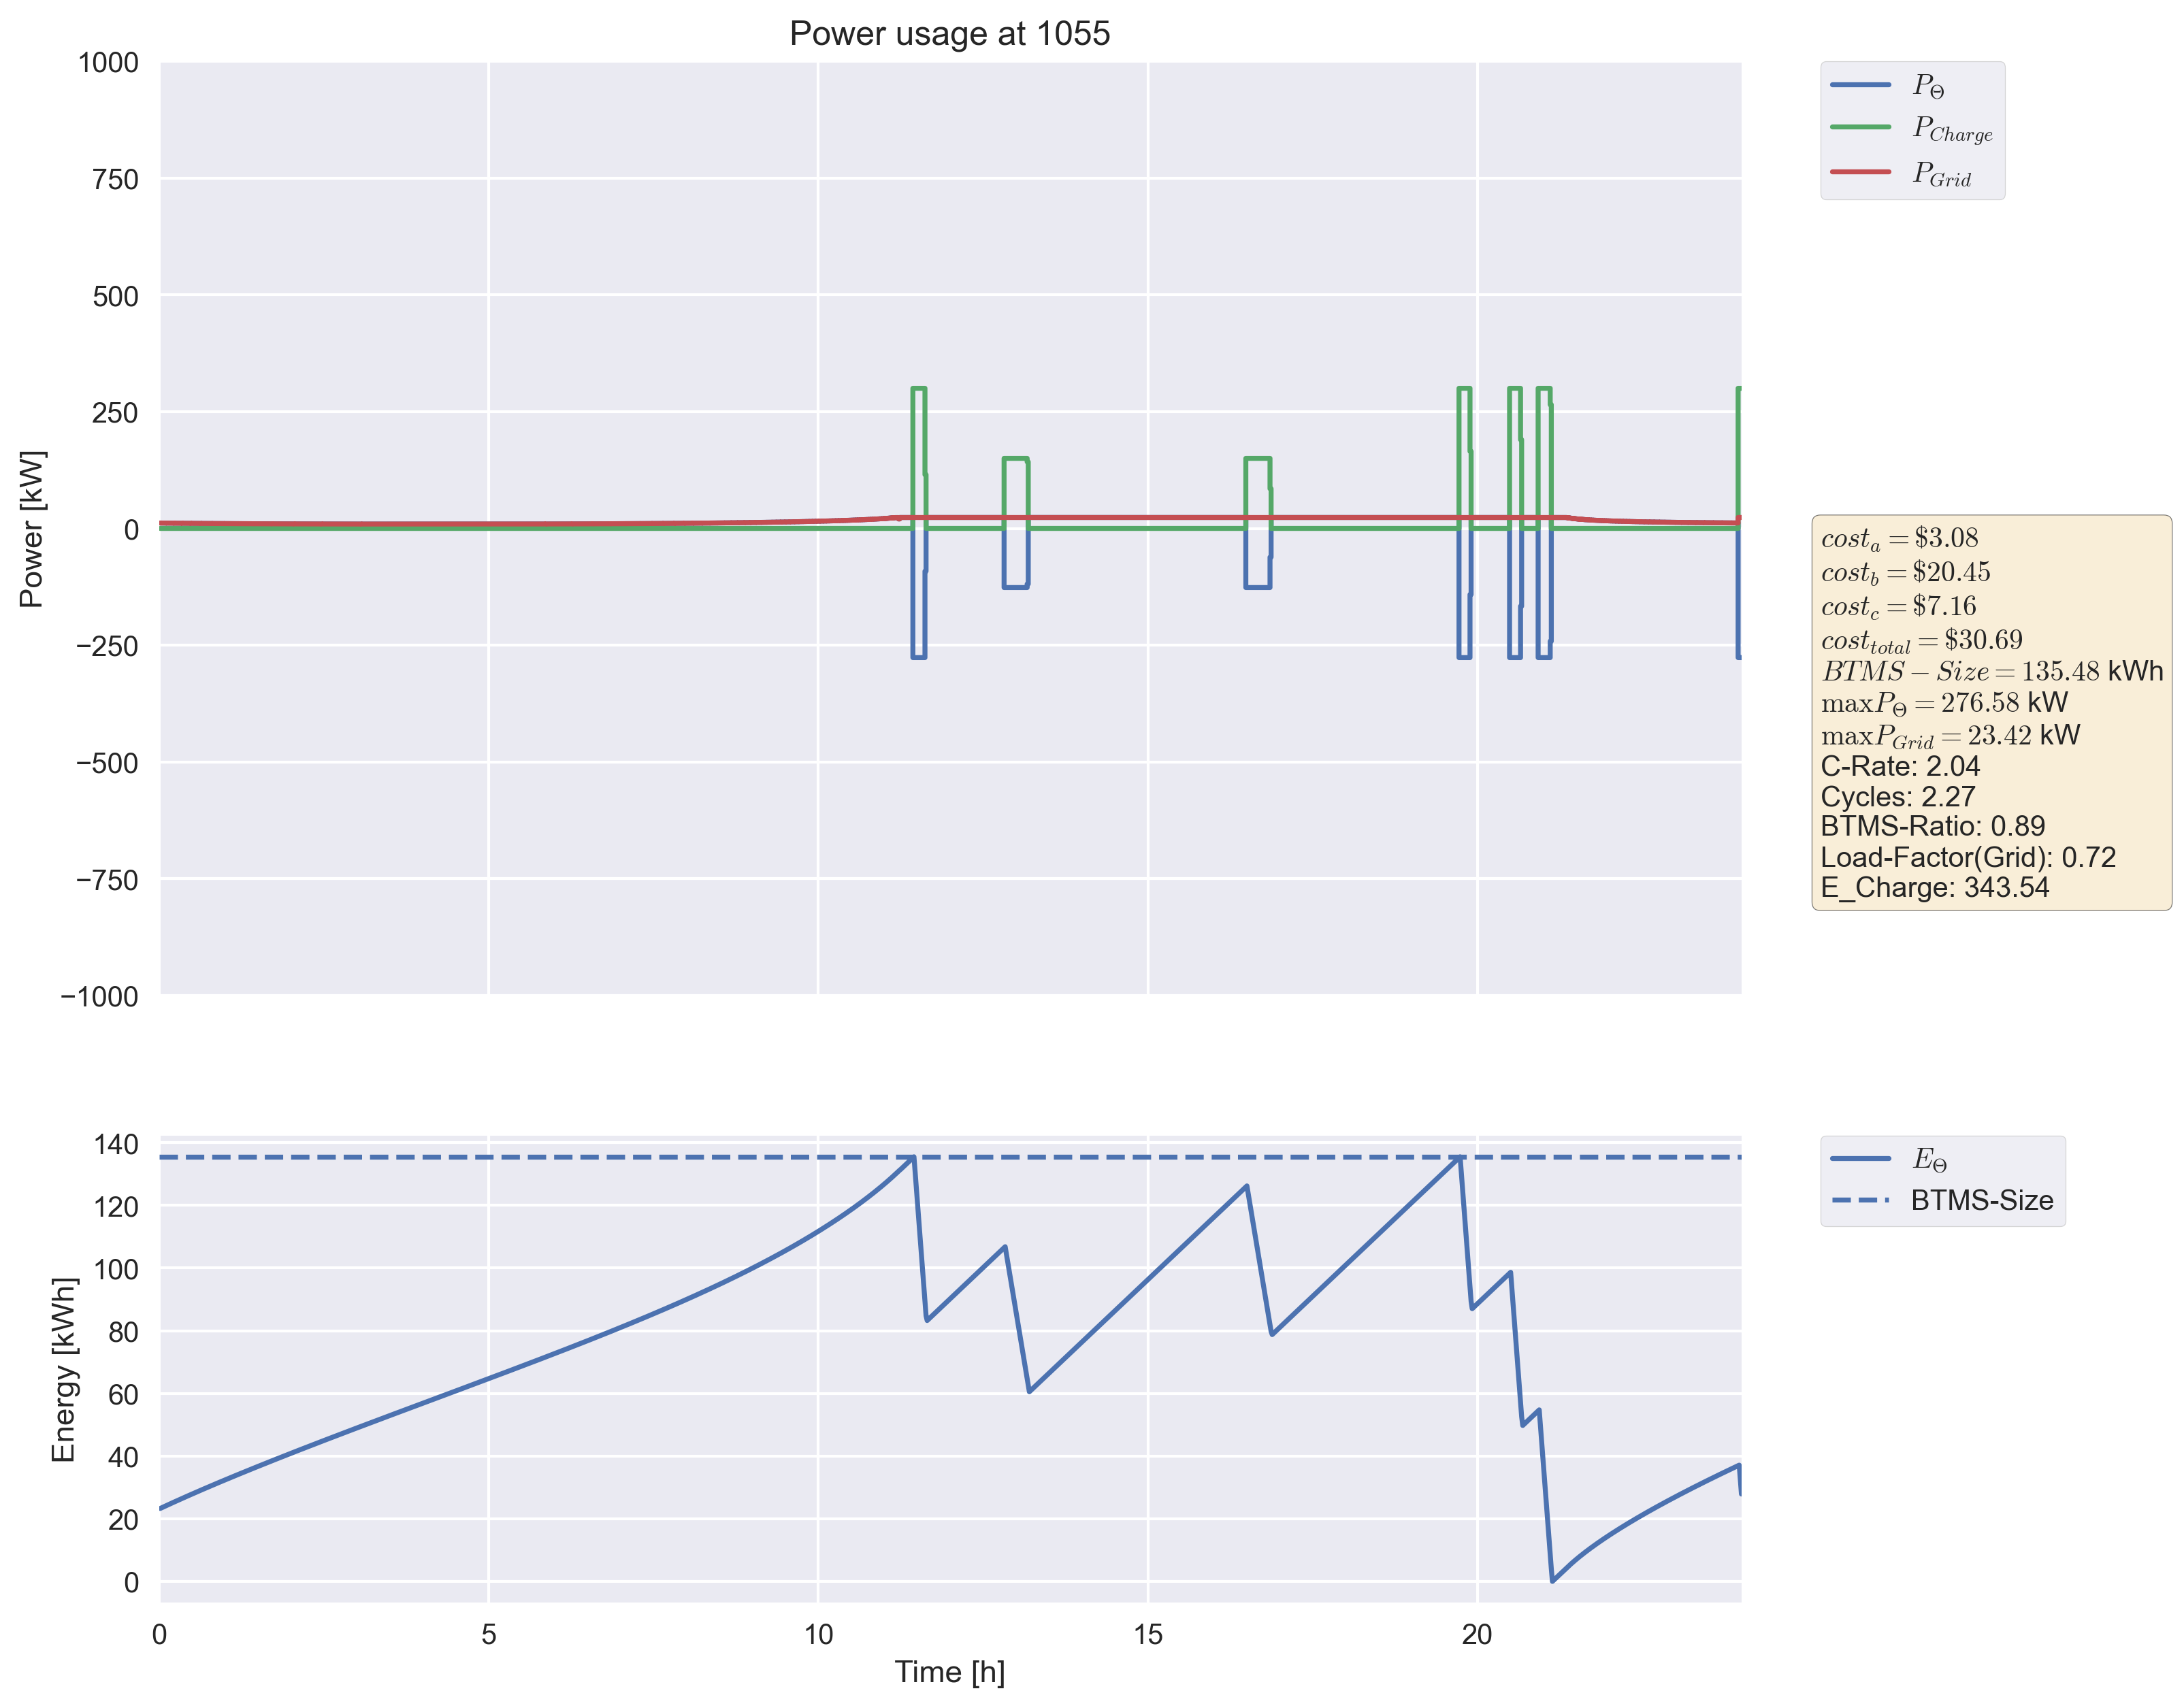 Power usage at 1055
1000
750
500
250
0
−250
−500
−750
−1000
Power [kW]
P_Θ
P_Charge
P_Grid
cost_a = $3.08
cost_b = $20.45
cost_c = $7.16
cost_total = $30.69
BTMS − Size = 135.48 kWh
maxP_Θ = 276.58 kW
maxP_Grid = 23.42 kW
C-Rate: 2.04
Cycles: 2.27
BTMS-Ratio: 0.89
Load-Factor(Grid): 0.72
E_Charge: 343.54
140
120
100
80
60
40
20
0
Energy [kWh]
E_Θ
BTMS-Size
0 5 10 15 20
Time [h]